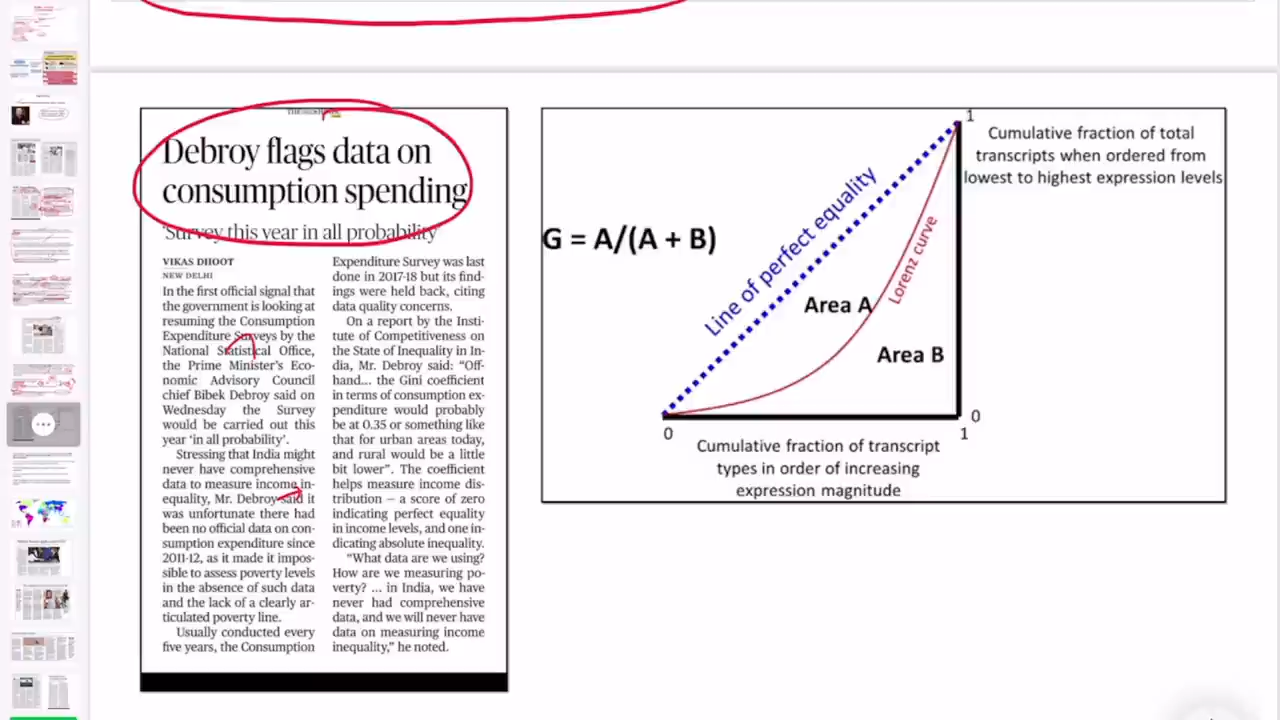 Debroy flags data on
consumption spending
'Survey this year in all probability'
VIKAS DHOOT
NEW DELHI
In the first official signal that
the government is looking at
resuming the Consumption
Expenditure Surveys by the
National Statistical Office,
the Prime Minister's Eco-
nomic Advisory Council
chief Bibek Debroy said on
Wednesday the Survey
would be carried out this
year 'in all probability'.
Stressing that India might
never have comprehensive
data to measure income in-
equality, Mr. Debroy said it
was unfortunate there had
been no official data on con-
sumption expenditure since
2011-12, as it made it impos-
sible to assess poverty levels
in the absence of such data
and the lack of a clearly ar-
ticulated poverty line.
Usually conducted every
five years, the Consumption
Expenditure Survey was last
done in 2017-18 but its find-
ings were held back, citing
data quality concerns.
On a report by the Insti-
tute of Competitiveness on
the State of Inequality in In-
dia, Mr. Debroy said: “Off-
hand... the Gini coefficient
in terms of consumption ex-
penditure would probably
be at 0.35 or something like
that for urban areas today,
and rural would be a little
bit lower”. The coefficient
helps measure income dis-
tribution – a score of zero
indicating perfect equality
in income levels, and one in-
dicating absolute inequality.
“What data are we using?
How are we measuring po-
verty? ... in India, we have
never had comprehensive
data, and we will never have
data on measuring income
inequality,” he noted.
G = A/(A + B)
Line of perfect equality
Lorenz curve
Area A
Area B
1
Cumulative fraction of total
transcripts when ordered from
lowest to highest expression levels
0
0
1
Cumulative fraction of transcript
types in order of increasing
expression magnitude